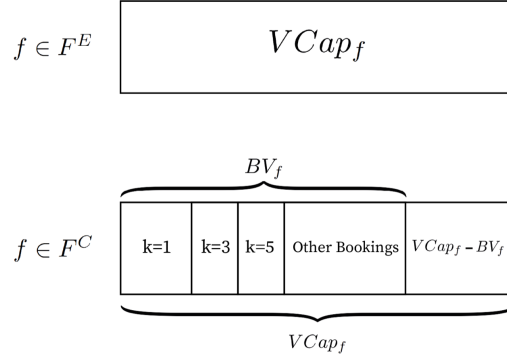 f ∈ F^E
VCap_f
BV_f
f ∈ F^C
k=1 k=3 k=5 Other Bookings VCap_f – BV_f
VCap_f